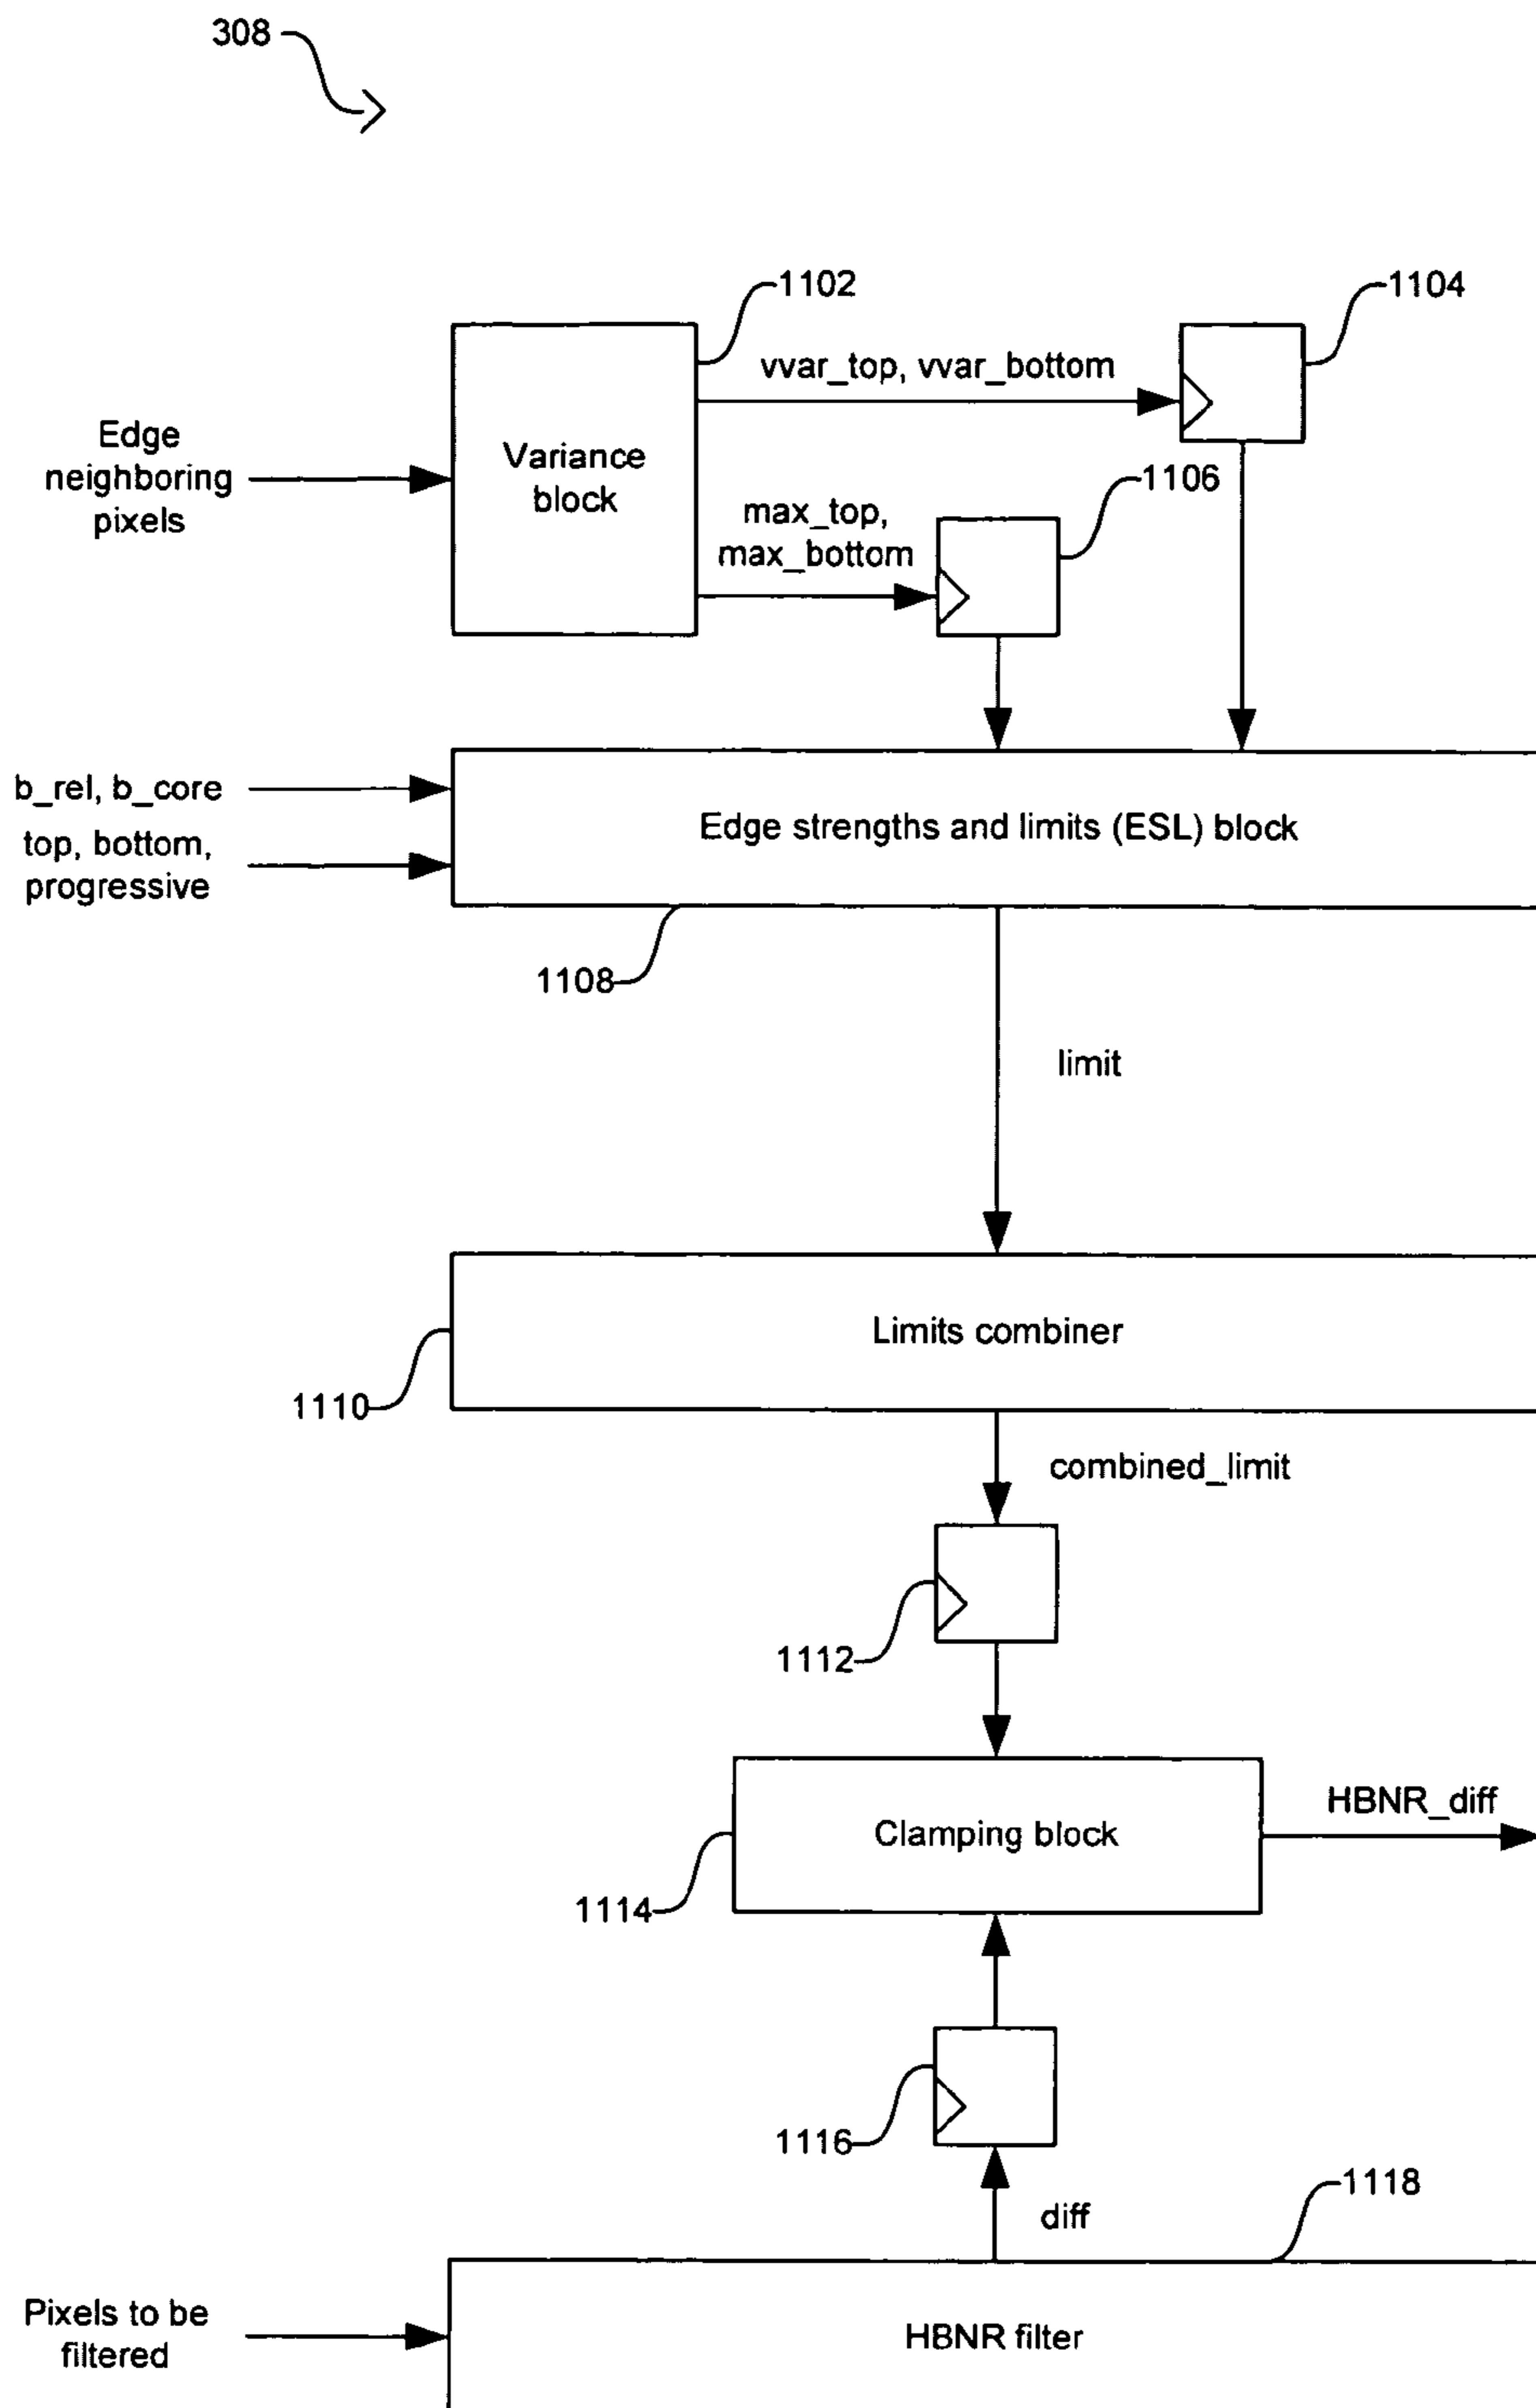 308
1102
1104
vvar_top, vvar_bottom
Edge
neighboring
pixels
Variance
block
1106
max_top,
max_bottom
b_rel, b_core
top, bottom,
progressive
Edge strengths and limits (ESL) block
1108
limit
Limits combiner
1110
combined_limit
1112
HBNR_diff
Clamping block
1114
1116
1118
diff
Pixels to be
filtered
HBNR filter